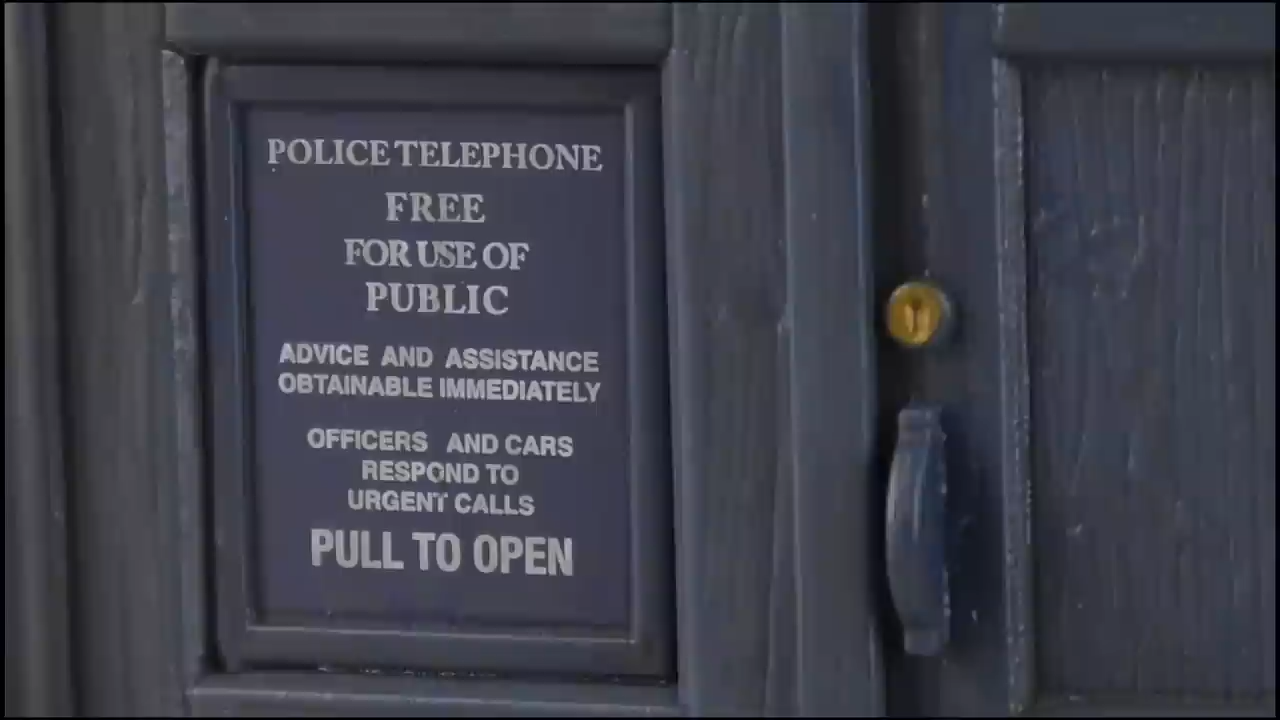 POLICE TELEPHONE
FREE
FOR USE OF
PUBLIC
ADVICE AND ASSISTANCE
OBTAINABLE IMMEDIATELY
OFFICERS AND CARS
RESPOND TO
URGENT CALLS
PULL TO OPEN